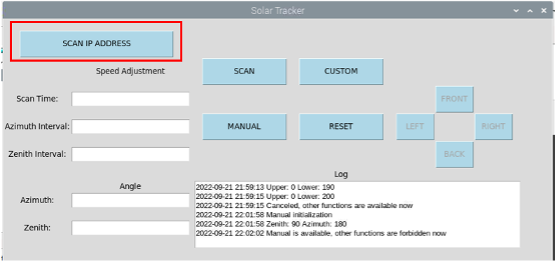 Solar Tracker
SCAN IP ADDRESS
Speed Adjustment
SCAN
CUSTOM
Scan Time:
FRONT
Azimuth Interval:
MANUAL
RESET
LEFT
RIGHT
Zenith Interval:
BACK
Angle
Log
Azimuth:
Zenith:
2022-09-21 21:59:13 Upper: 0 Lower: 190
2022-09-21 21:59:15 Upper: 0 Lower: 200
2022-09-21 21:59:15 Canceled, other functions are available now
2022-09-21 22:01:58 Manual initialization
2022-09-21 22:01:58 Zenith: 90 Azimuth: 180
2022-09-21 22:02:02 Manual is available, other functions are forbidden now